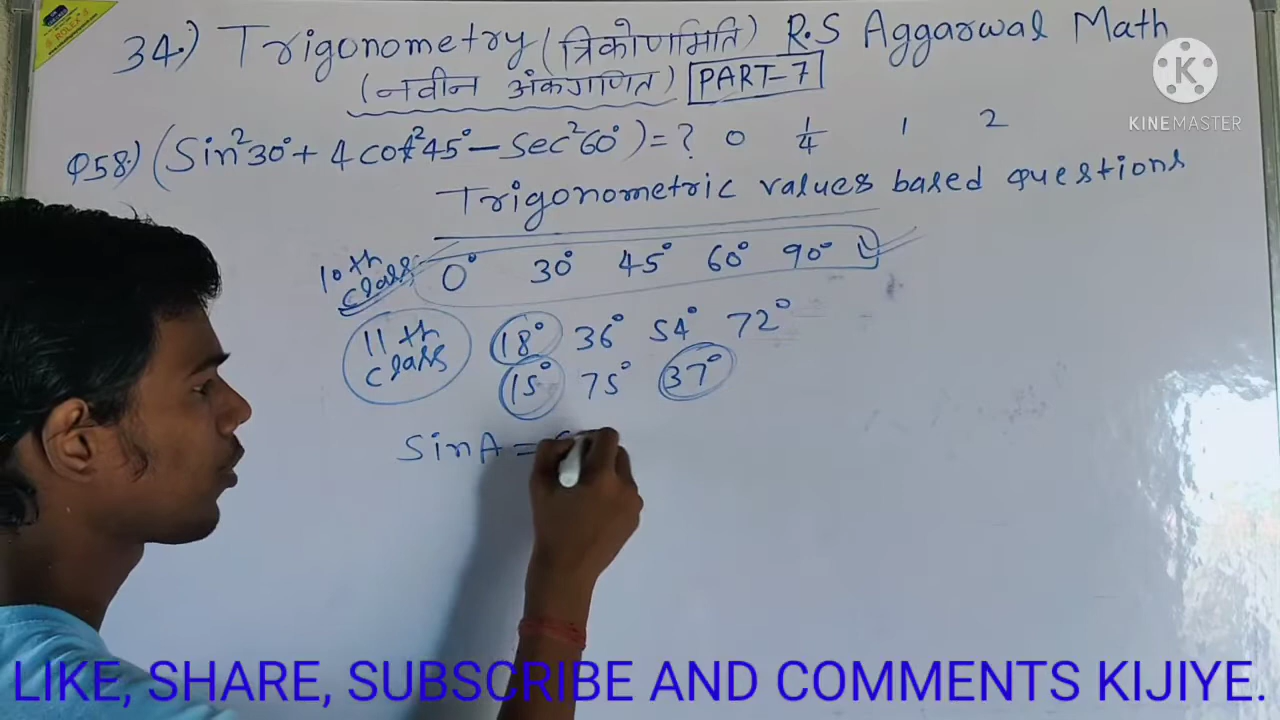 ROLEX
34.) Trigonometry (त्रिकोणमिति) R.S Aggarwal Math
(नवीन अंकगणित) PART-7
KINEMASTER
Q58.) (Sin²30°+ 4 cot²45° - Sec²60°) = ? 0 1/4 1 2
Trigonometric values based questions
10th class: 0° 30° 45° 60° 90°
11th class 18° 36° 54° 72°
15° 75° 37°
SinA =
LIKE, SHARE, SUBSCRIBE AND COMMENTS KIJIYE.